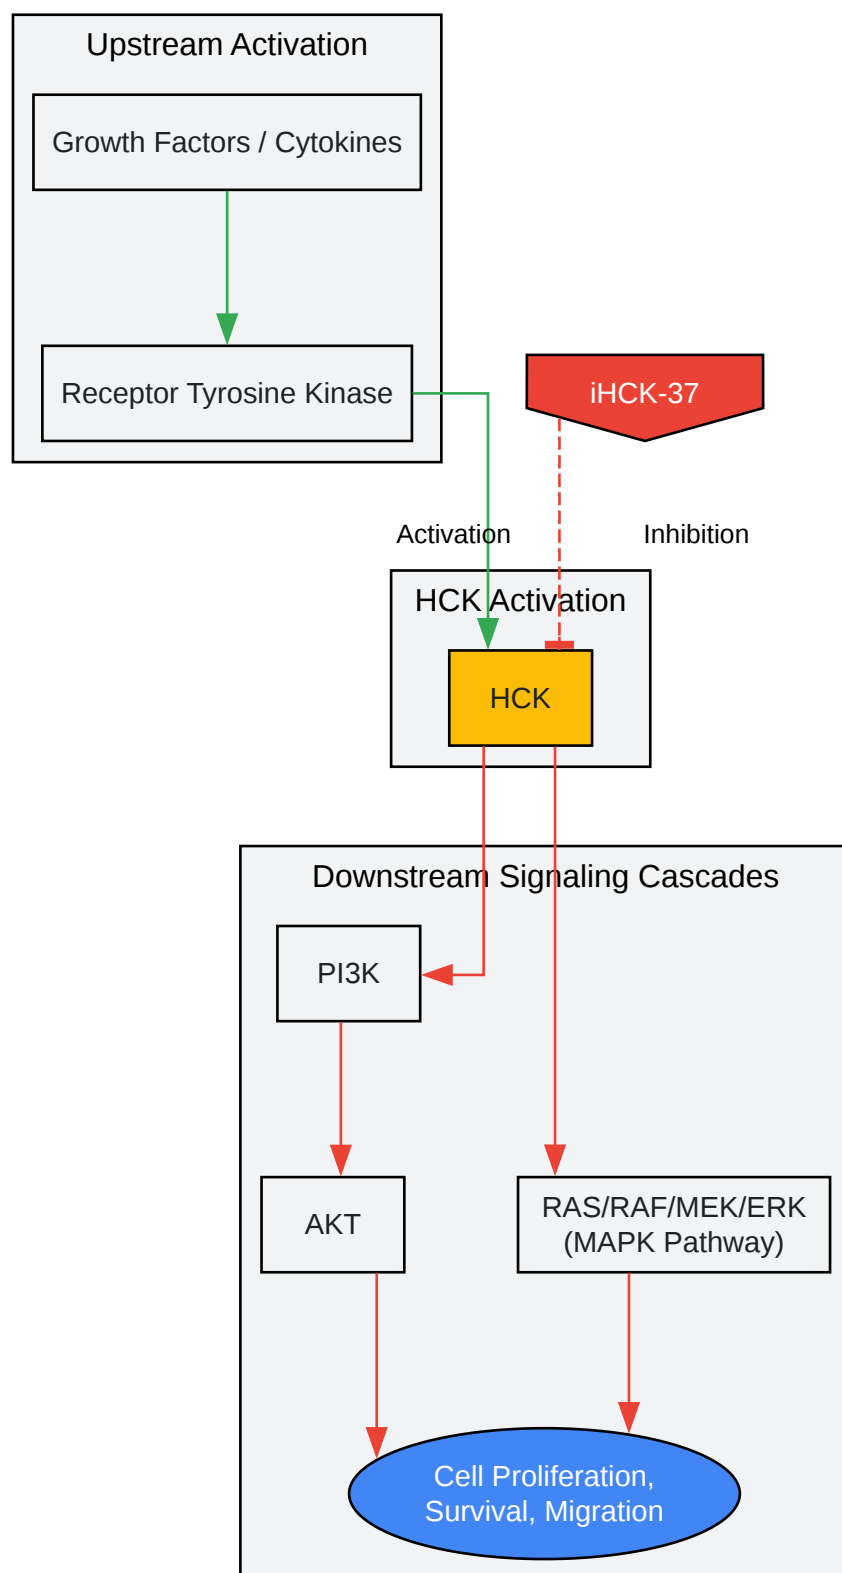 Upstream Activation
Growth Factors / Cytokines
Receptor Tyrosine Kinase
iHCK-37
Activation
Inhibition
HCK Activation
HCK
Downstream Signaling Cascades
PI3K
AKT
RAS/RAF/MEK/ERK
(MAPK Pathway)
Cell Proliferation,
Survival, Migration